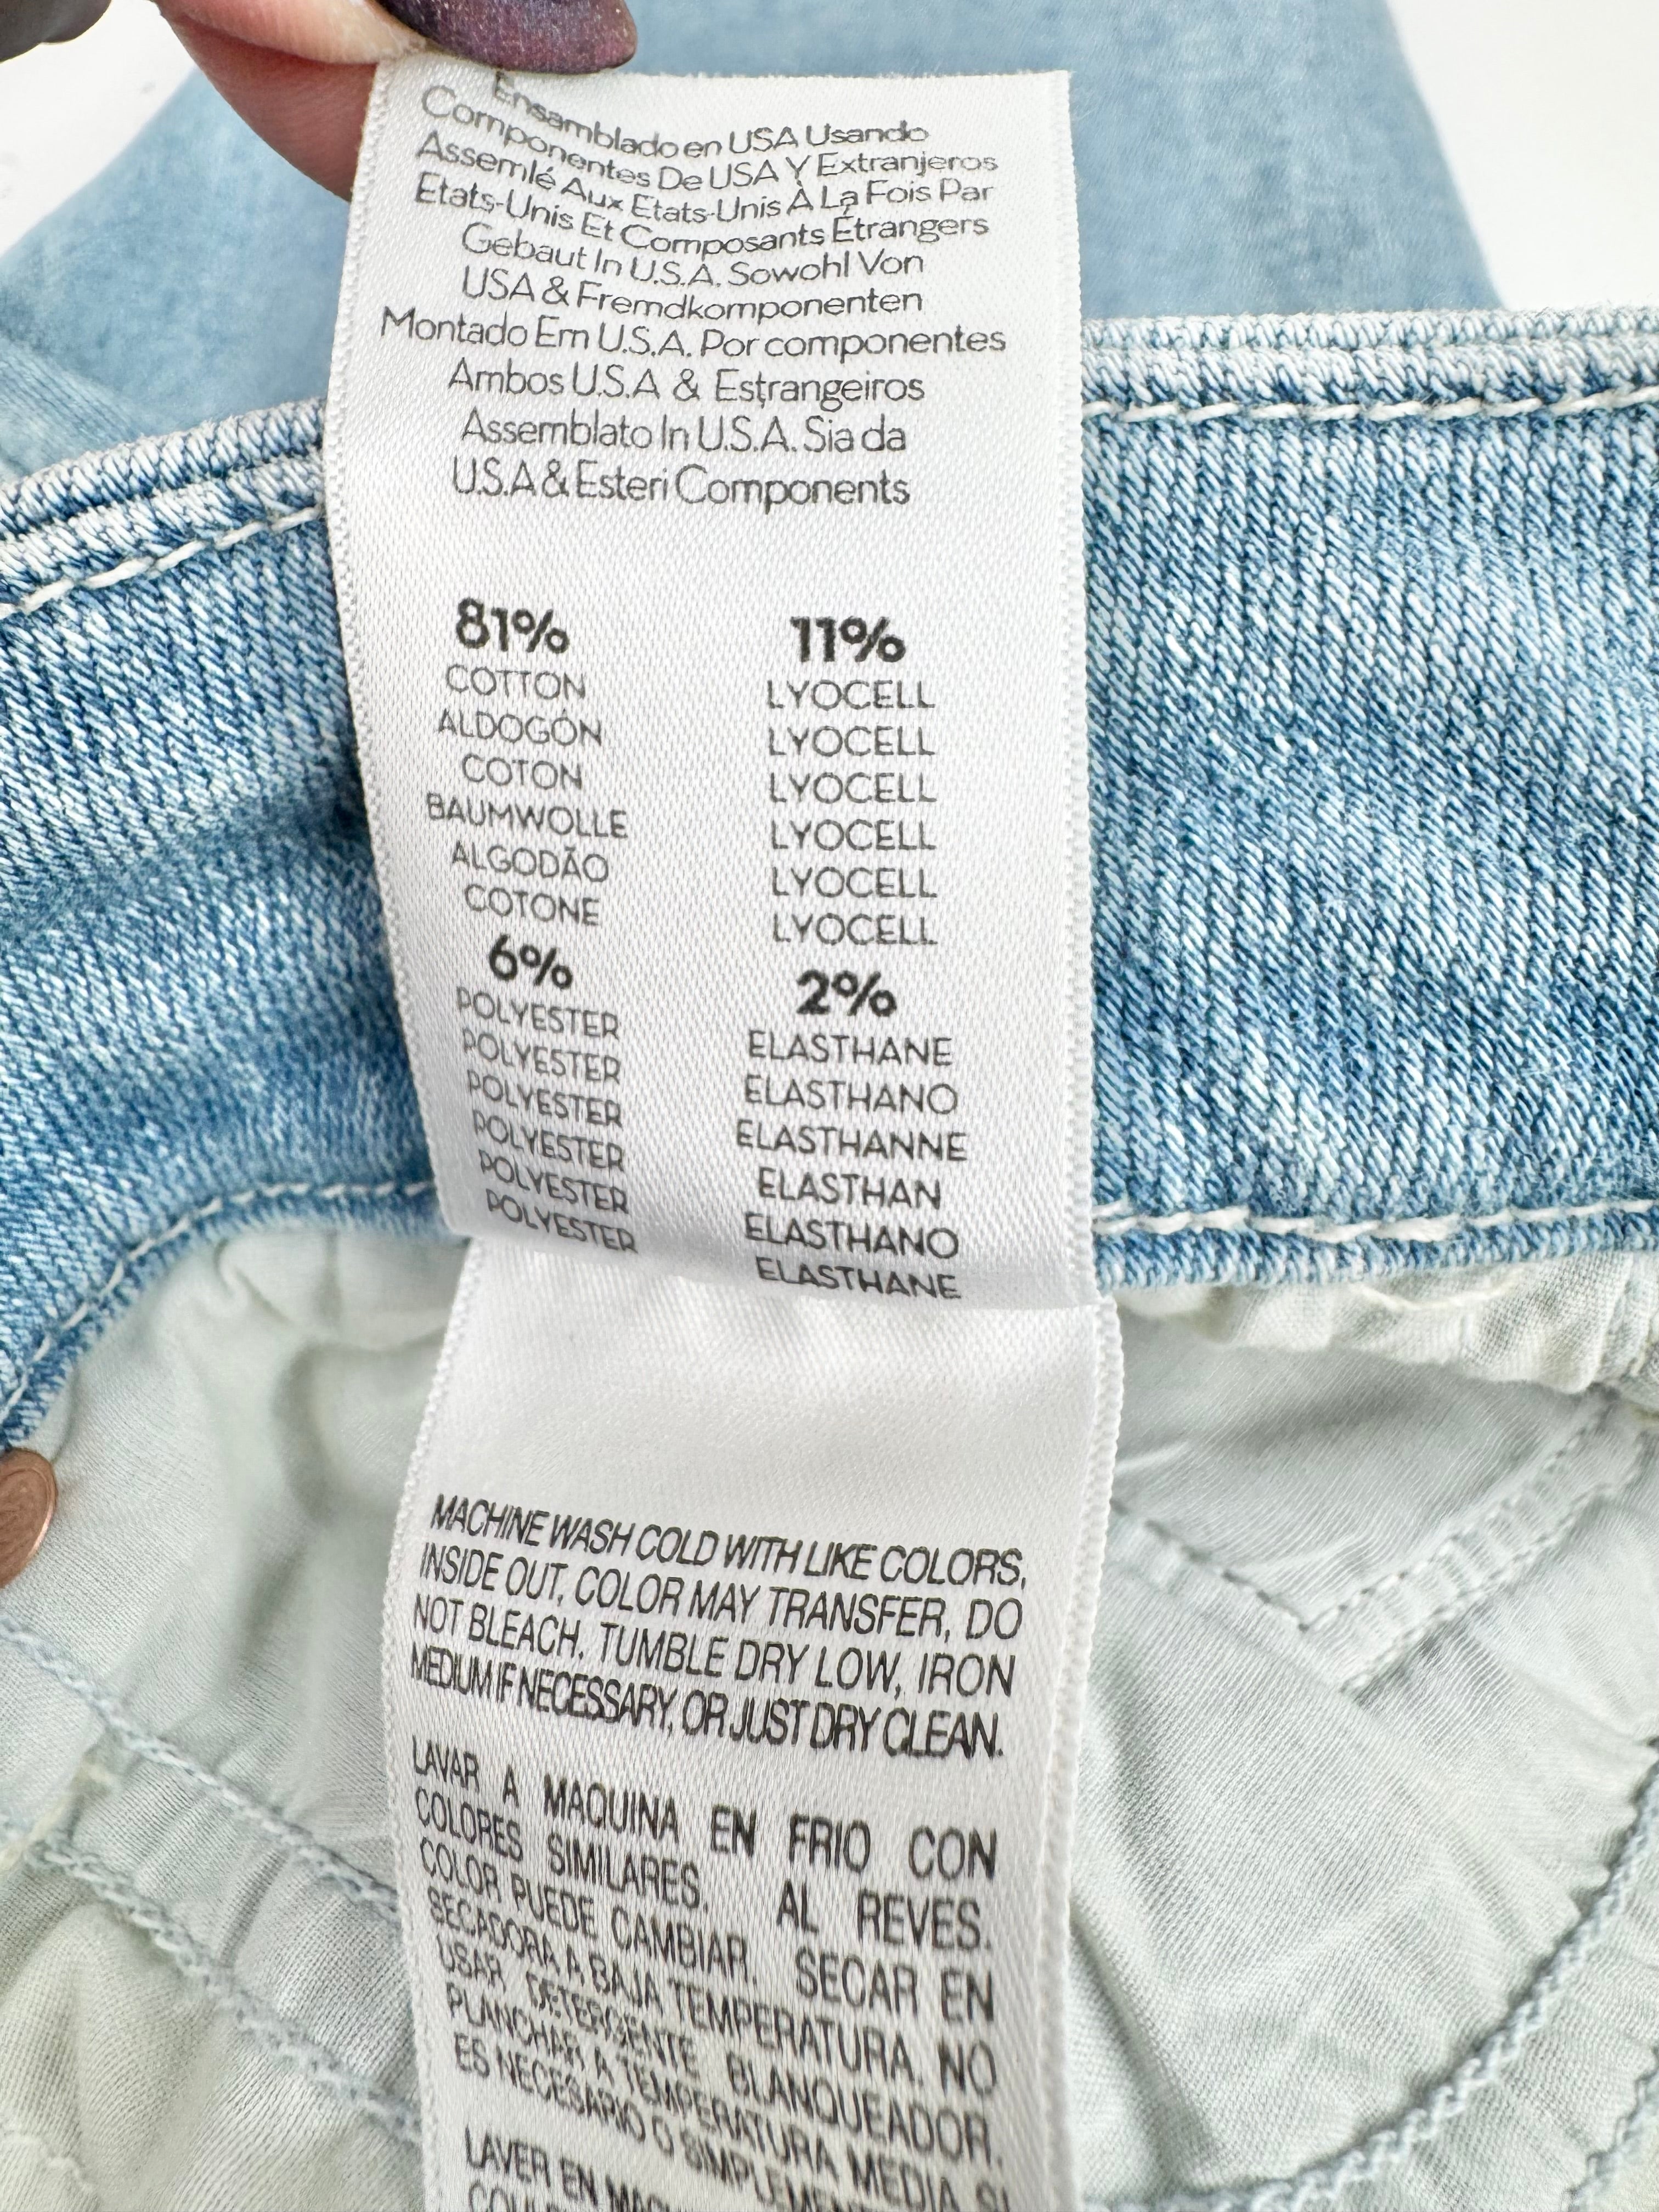 Ensamblado en USA Usando
Componentes De USA Y Extranjeros
Assemlé Aux Etats-Unis À La Fois Par
Etats-Unis Et Composants Étrangers
Gebaut In U.S.A. Sowohl Von
USA & Fremdkomponenten
Montado Em U.S.A. Por componentes
Ambos U.S.A & Estrangeiros
Assemblato In U.S.A. Sia da
U.S.A & Esteri Components
81%
COTTON
ALDOGÓN
COTON
BAUMWOLLE
ALGODÃO
COTONE
6%
POLYESTER
POLYESTER
POLYESTER
POLYESTER
POLYESTER
POLYESTER
11%
LYOCELL
LYOCELL
LYOCELL
LYOCELL
LYOCELL
LYOCELL
2%
ELASTHANE
ELASTHANO
ELASTHANNE
ELASTHAN
ELASTHANO
ELASTHANE
MACHINE WASH COLD WITH LIKE COLORS,
INSIDE OUT, COLOR MAY TRANSFER, DO
NOT BLEACH. TUMBLE DRY LOW, IRON
MEDIUM IF NECESSARY, OR JUST DRY CLEAN.
LAVAR A MAQUINA EN FRIO CON
COLORES SIMILARES. AL REVES.
COLOR PUEDE CAMBIAR. SECAR EN
SECADORA A BAJA TEMPERATURA. NO
USAR DETERGENTE BLANQUEADOR.
PLANCHAR A TEMPERATURA MEDIA SI
ES NECESARIO O
LAVER EN